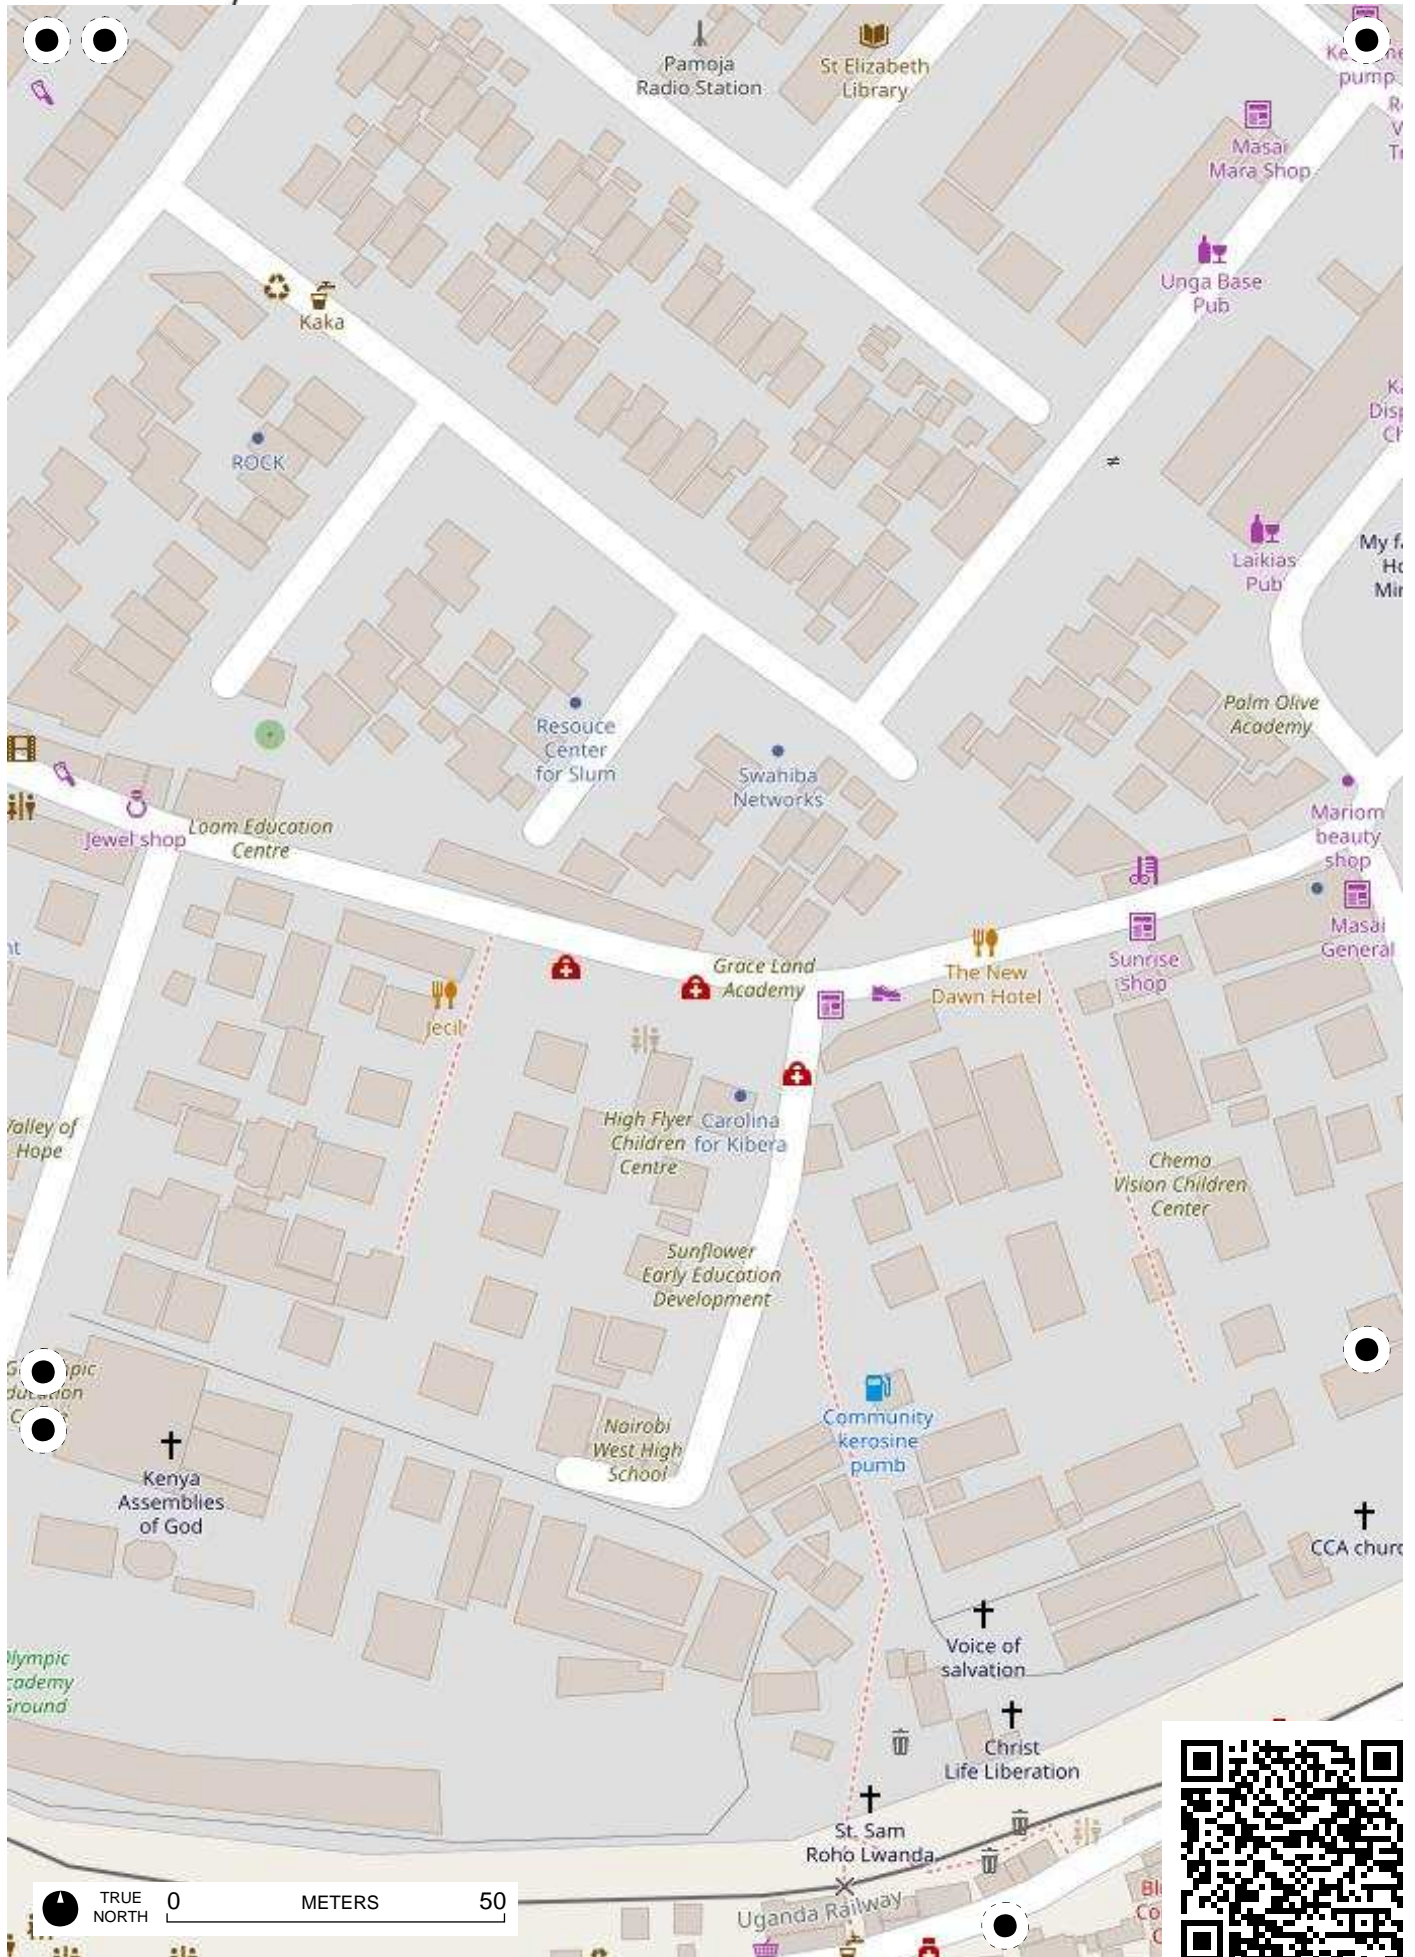 Pamoja
Radio Station
St Elizabeth
Library
pump
Masai
Mara Shop
Unga Base
Pub
Kaka
ROCK
Laikias
Pub
My
Palm Olive
Academy
Resouce
Center
for Slum
Swahiba
Networks
Mariom
beauty
shop
Jewel shop
Loam Education
Centre
Masai
General
Sunrise
shop
Grace Land
Academy
The New
Dawn Hotel
Jecil
Valley of
Hope
High Flyer
Children
Centre
Carolina
for Kibera
Chemo
Vision Children
Center
Sunflower
Early Education
Development
Community
kerosine
pumb
Nairobi
West High
School
Kenya
Assemblies
of God
CCA
Voice of
salvation
Christ
Life Liberation
St. Sam
Roho Lwanda
Uganda Railway
TRUE
NORTH
0 METERS 50